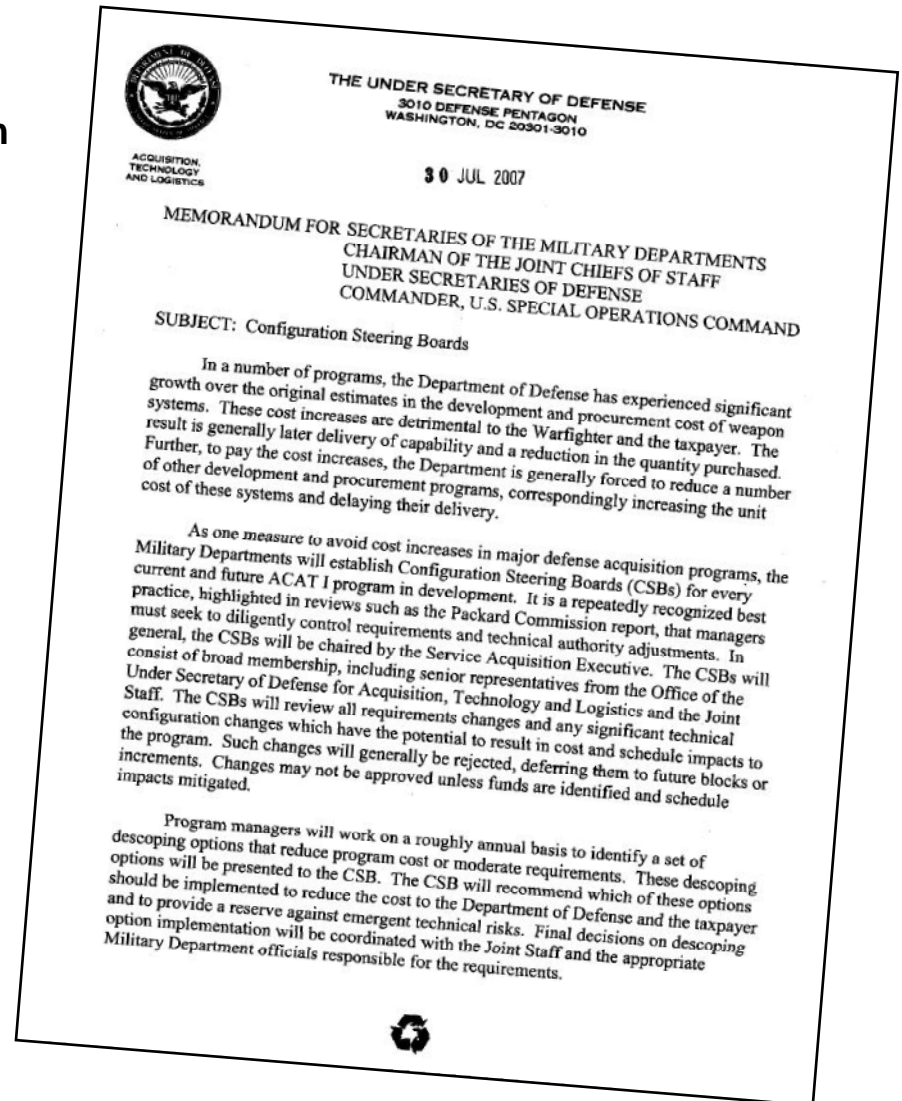 n
THE UNDER SECRETARY OF DEFENSE
3010 DEFENSE PENTAGON
WASHINGTON, DC 20301-3010
ACQUISITION,
TECHNOLOGY
AND LOGISTICS
30 JUL 2007
MEMORANDUM FOR SECRETARIES OF THE MILITARY DEPARTMENTS
CHAIRMAN OF THE JOINT CHIEFS OF STAFF
UNDER SECRETARIES OF DEFENSE
COMMANDER, U.S. SPECIAL OPERATIONS COMMAND
SUBJECT: Configuration Steering Boards
In a number of programs, the Department of Defense has experienced significant
growth over the original estimates in the development and procurement cost of weapon
systems. These cost increases are detrimental to the Warfighter and the taxpayer. The
result is generally later delivery of capability and a reduction in the quantity purchased.
Further, to pay the cost increases, the Department is generally forced to reduce a number
of other development and procurement programs, correspondingly increasing the unit
cost of these systems and delaying their delivery.
As one measure to avoid cost increases in major defense acquisition programs, the
Military Departments will establish Configuration Steering Boards (CSBs) for every
current and future ACAT I program in development. It is a repeatedly recognized best
practice, highlighted in reviews such as the Packard Commission report, that managers
must seek to diligently control requirements and technical authority adjustments. In
general, the CSBs will be chaired by the Service Acquisition Executive. The CSBs will
consist of broad membership, including senior representatives from the Office of the
Under Secretary of Defense for Acquisition, Technology and Logistics and the Joint
Staff. The CSBs will review all requirements changes and any significant technical
configuration changes which have the potential to result in cost and schedule impacts to
the program. Such changes will generally be rejected, deferring them to future blocks or
increments. Changes may not be approved unless funds are identified and schedule
impacts mitigated.
Program managers will work on a roughly annual basis to identify a set of
descoping options that reduce program cost or moderate requirements. These descoping
options will be presented to the CSB. The CSB will recommend which of these options
should be implemented to reduce the cost to the Department of Defense and the taxpayer
and to provide a reserve against emergent technical risks. Final decisions on descoping
option implementation will be coordinated with the Joint Staff and the appropriate
Military Department officials responsible for the requirements.